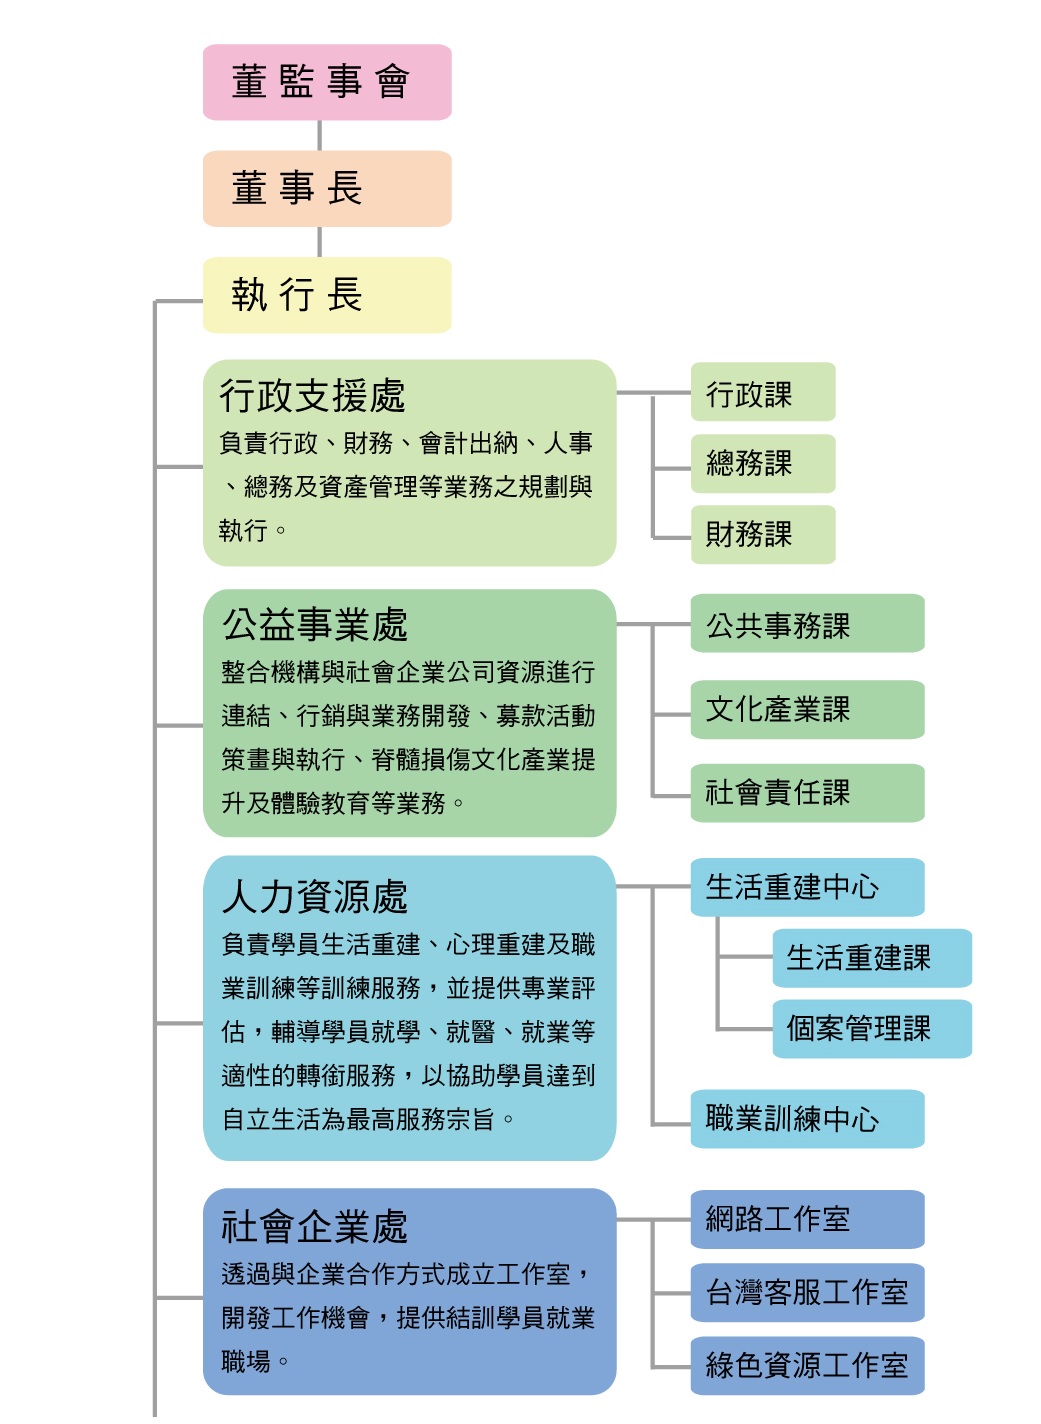 董監事會
董事長
執行長
行政支援處
負責行政、財務、會計出納、人事
、總務及資產管理等業務之規劃與
執行。
行政課
總務課
財務課
公益事業處
整合機構與社會企業公司資源進行
連結、行銷與業務開發、募款活動
策畫與執行、脊髓損傷文化產業提
升及體驗教育等業務。
公共事務課
文化產業課
社會責任課
人力資源處
負責學員生活重建、心理重建及職
業訓練等訓練服務，並提供專業評
估，輔導學員就學、就醫、就業等
適性的轉銜服務，以協助學員達到
自立生活為最高服務宗旨。
生活重建中心
生活重建課
個案管理課
職業訓練中心
社會企業處
透過與企業合作方式成立工作室，
開發工作機會，提供結訓學員就業
職場。
網路工作室
台灣客服工作室
綠色資源工作室